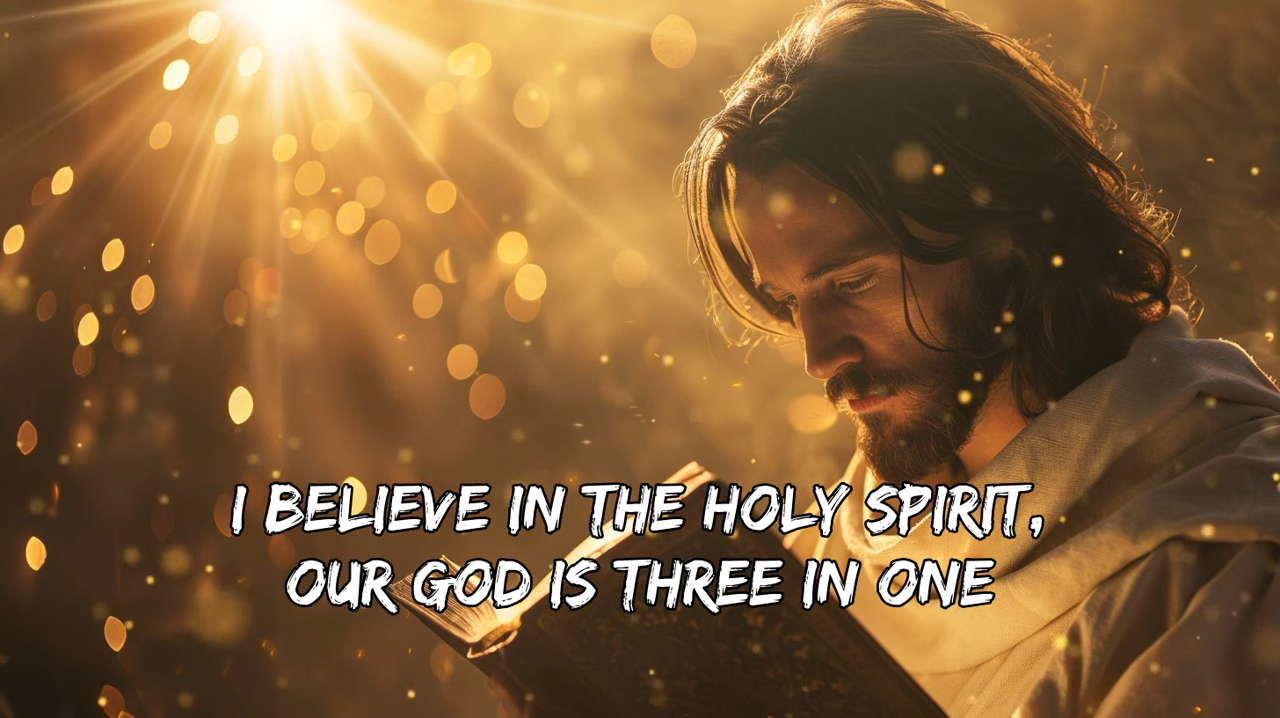 I BELIEVE IN THE HOLY SPIRIT,
OUR GOD IS THREE IN ONE